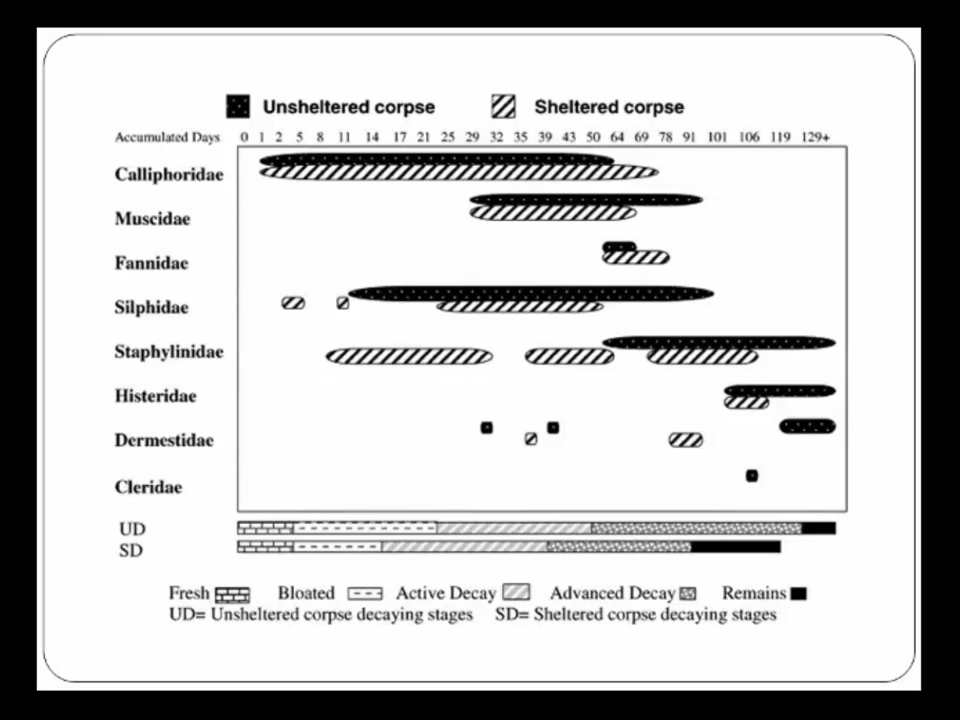 Unsheltered corpse Sheltered corpse
Accumulated Days 0 1 2 5 8 11 14 17 21 25 29 32 35 39 43 50 64 69 78 91 101 106 119 129+
Calliphoridae
Muscidae
Fannidae
Silphidae
Staphylinidae
Histeridae
Dermestidae
Cleridae
UD
SD
Fresh Bloated Active Decay Advanced Decay Remains
UD= Unsheltered corpse decaying stages SD= Sheltered corpse decaying stages